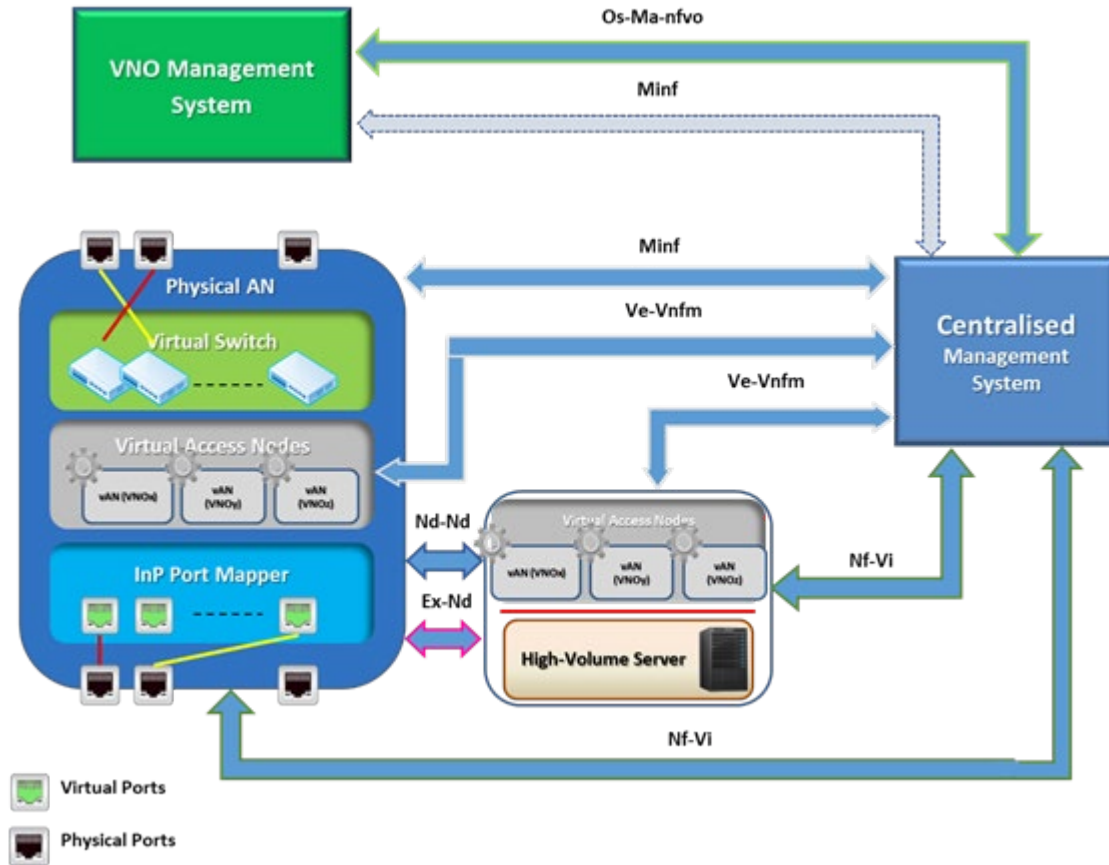 Os-Ma-nfvo
VNO Management
System
Minf
Physical AN
Minf
Virtual Switch
Ve-Vnfm
Centralised
Management
System
Ve-Vnfm
Virtual Access Nodes
vAN (VNOx)
vAN
(VNOy)
vAN
(VNOz)
Nd-Nd
Virtual Access Nodes
vAN (VNOx)
vAN
(VNOy)
vAN
(VNOz)
Nf-Vi
InP Port Mapper
Ex-Nd
High-Volume Server
Nf-Vi
Virtual Ports
Physical Ports